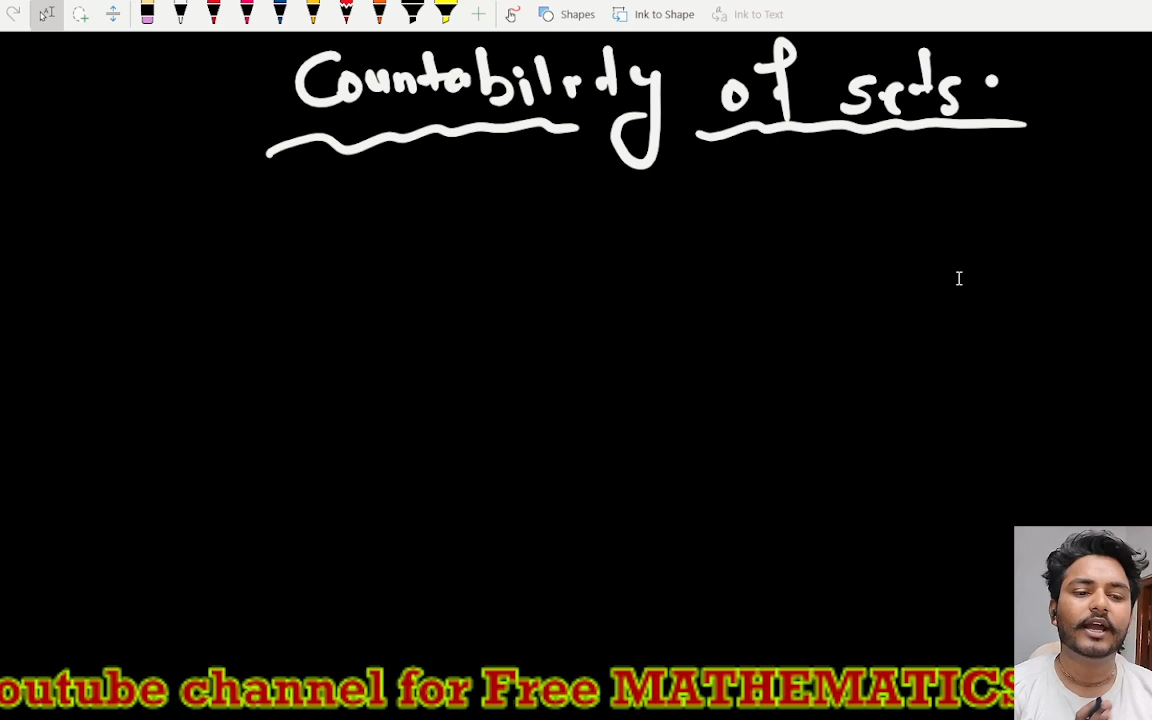 Shapes Ink to Shape Ink to Text
Countability of sets.
outube channel for Free MATHEMATICS